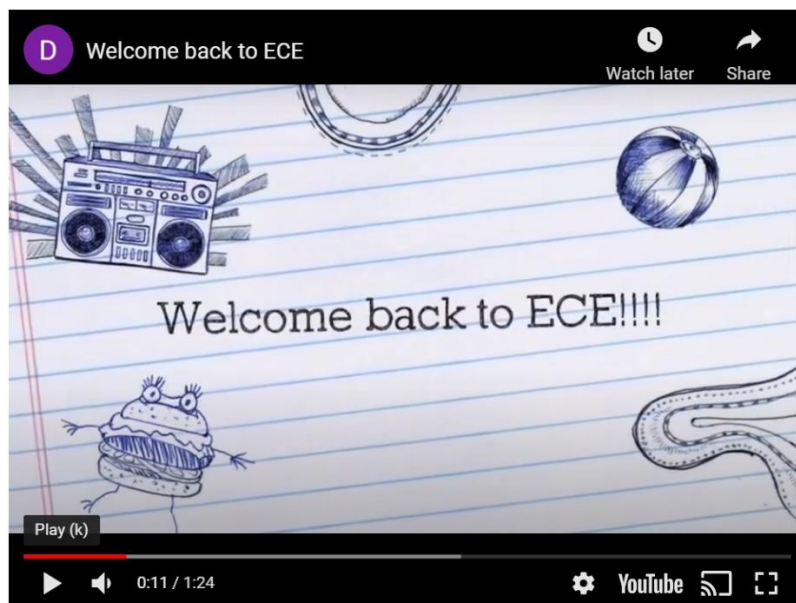 D
Welcome back to ECE
Watch later
Share
Welcome back to ECE!!!!
Play (k)
0:11 / 1:24
YouTube